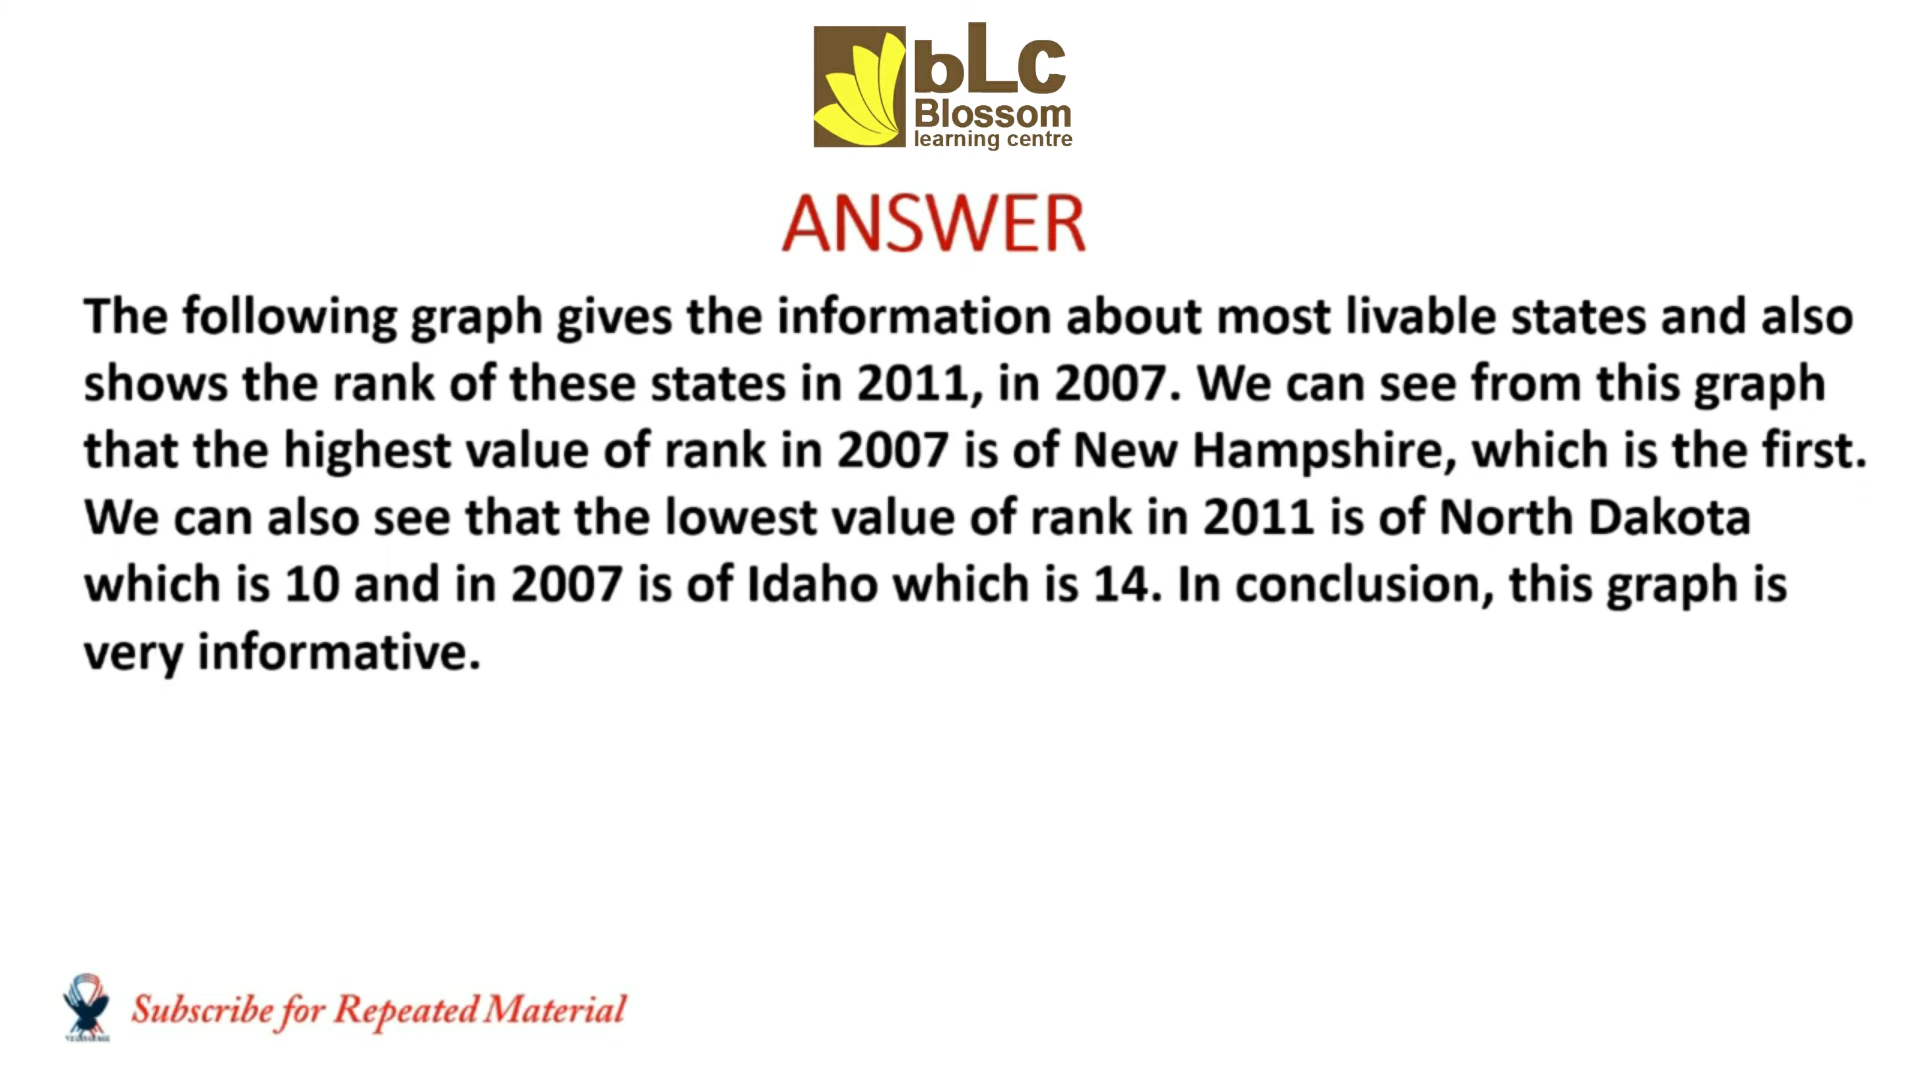 bLc
Blossom
learning centre
ANSWER
The following graph gives the information about most livable states and also
shows the rank of these states in 2011, in 2007. We can see from this graph
that the highest value of rank in 2007 is of New Hampshire, which is the first.
We can also see that the lowest value of rank in 2011 is of North Dakota
which is 10 and in 2007 is of Idaho which is 14. In conclusion, this graph is
very informative.
Subscribe for Repeated Material